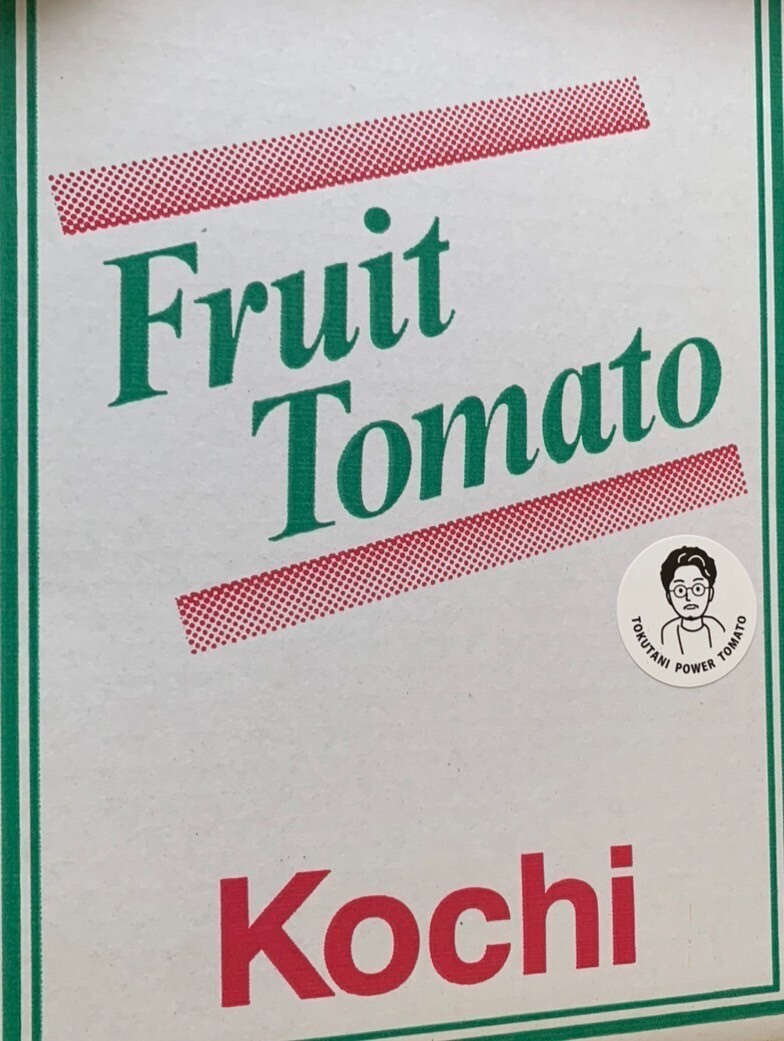 Fruit
Tomato
TOKUTANI POWER TOMATO
Kochi